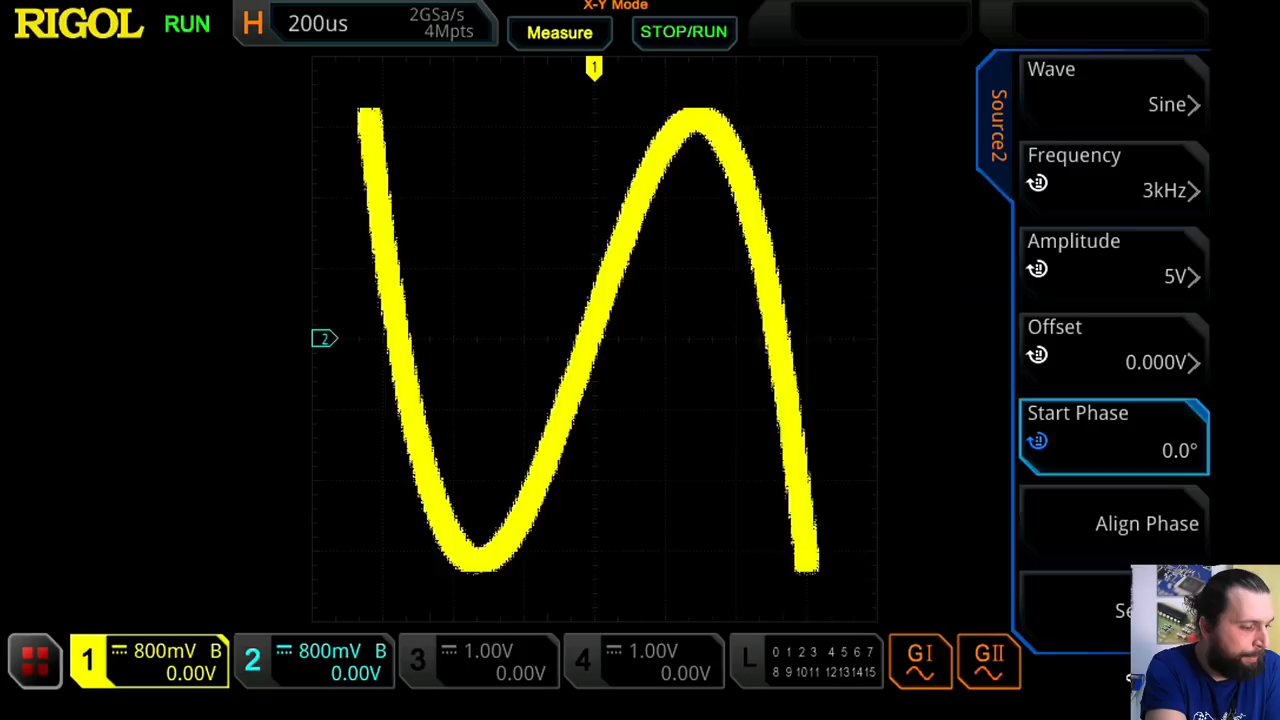 X-Y Mode
RIGOL RUN H 200us 2GSa/s
4Mpts
Measure STOP/RUN
1
Source2
Wave
Sine
Frequency
3kHz
Amplitude
5V
2
Offset
0.000V
Start Phase
0.0°
Align Phase
Se
1 800mV B
0.00V
2 800mV B
0.00V
3 1.00V
0.00V
4 1.00V
0.00V
L 0 1 2 3 4 5 6 7
8 9 10 11 12 13 14 15
GI
GII